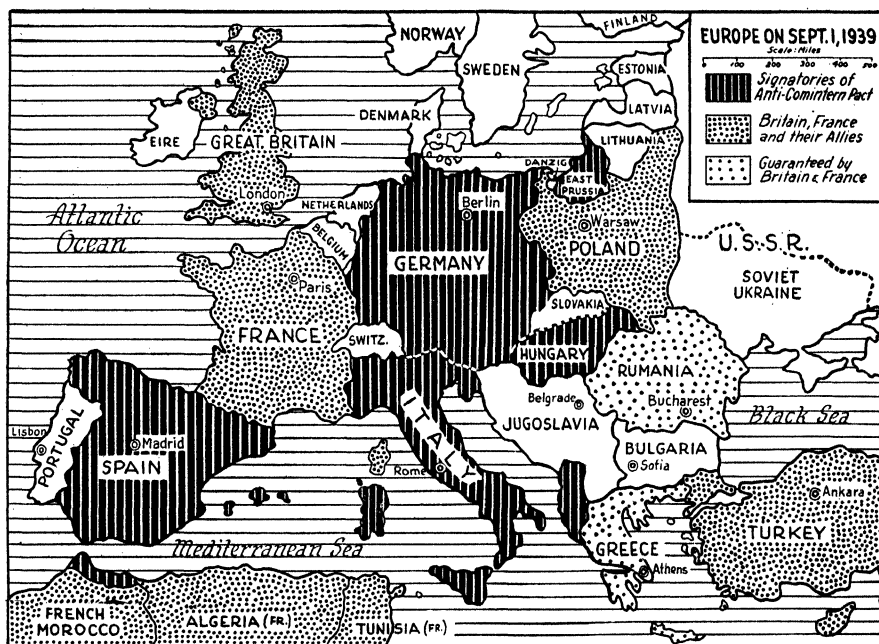 EUROPE ON SEPT. 1, 1939
Scale: Miles
0 100 200 300 400 500
Signatories of
Anti-Comintern Pact
Britain, France
and their Allies
Guaranteed by
Britain & France
NORWAY
SWEDEN
FINLAND
ESTONIA
LATVIA
LITHUANIA
DENMARK
EIRE
GREAT BRITAIN
London
NETHERLANDS
BELGIUM
DANZIG
EAST
PRUSSIA
Berlin
GERMANY
Warsaw
POLAND
U.S.S.R.
SOVIET
UKRAINE
Atlantic
Ocean
Paris
FRANCE
SWITZ.
SLOVAKIA
HUNGARY
RUMANIA
Bucharest
Belgrade
JUGOSLAVIA
BULGARIA
Sofia
Black Sea
Lisbon
PORTUGAL
Madrid
SPAIN
ITALY
Rome
Mediterranean Sea
GREECE
Athens
Ankara
TURKEY
FRENCH
MOROCCO
ALGERIA (FR.)
TUNISIA (FR.)